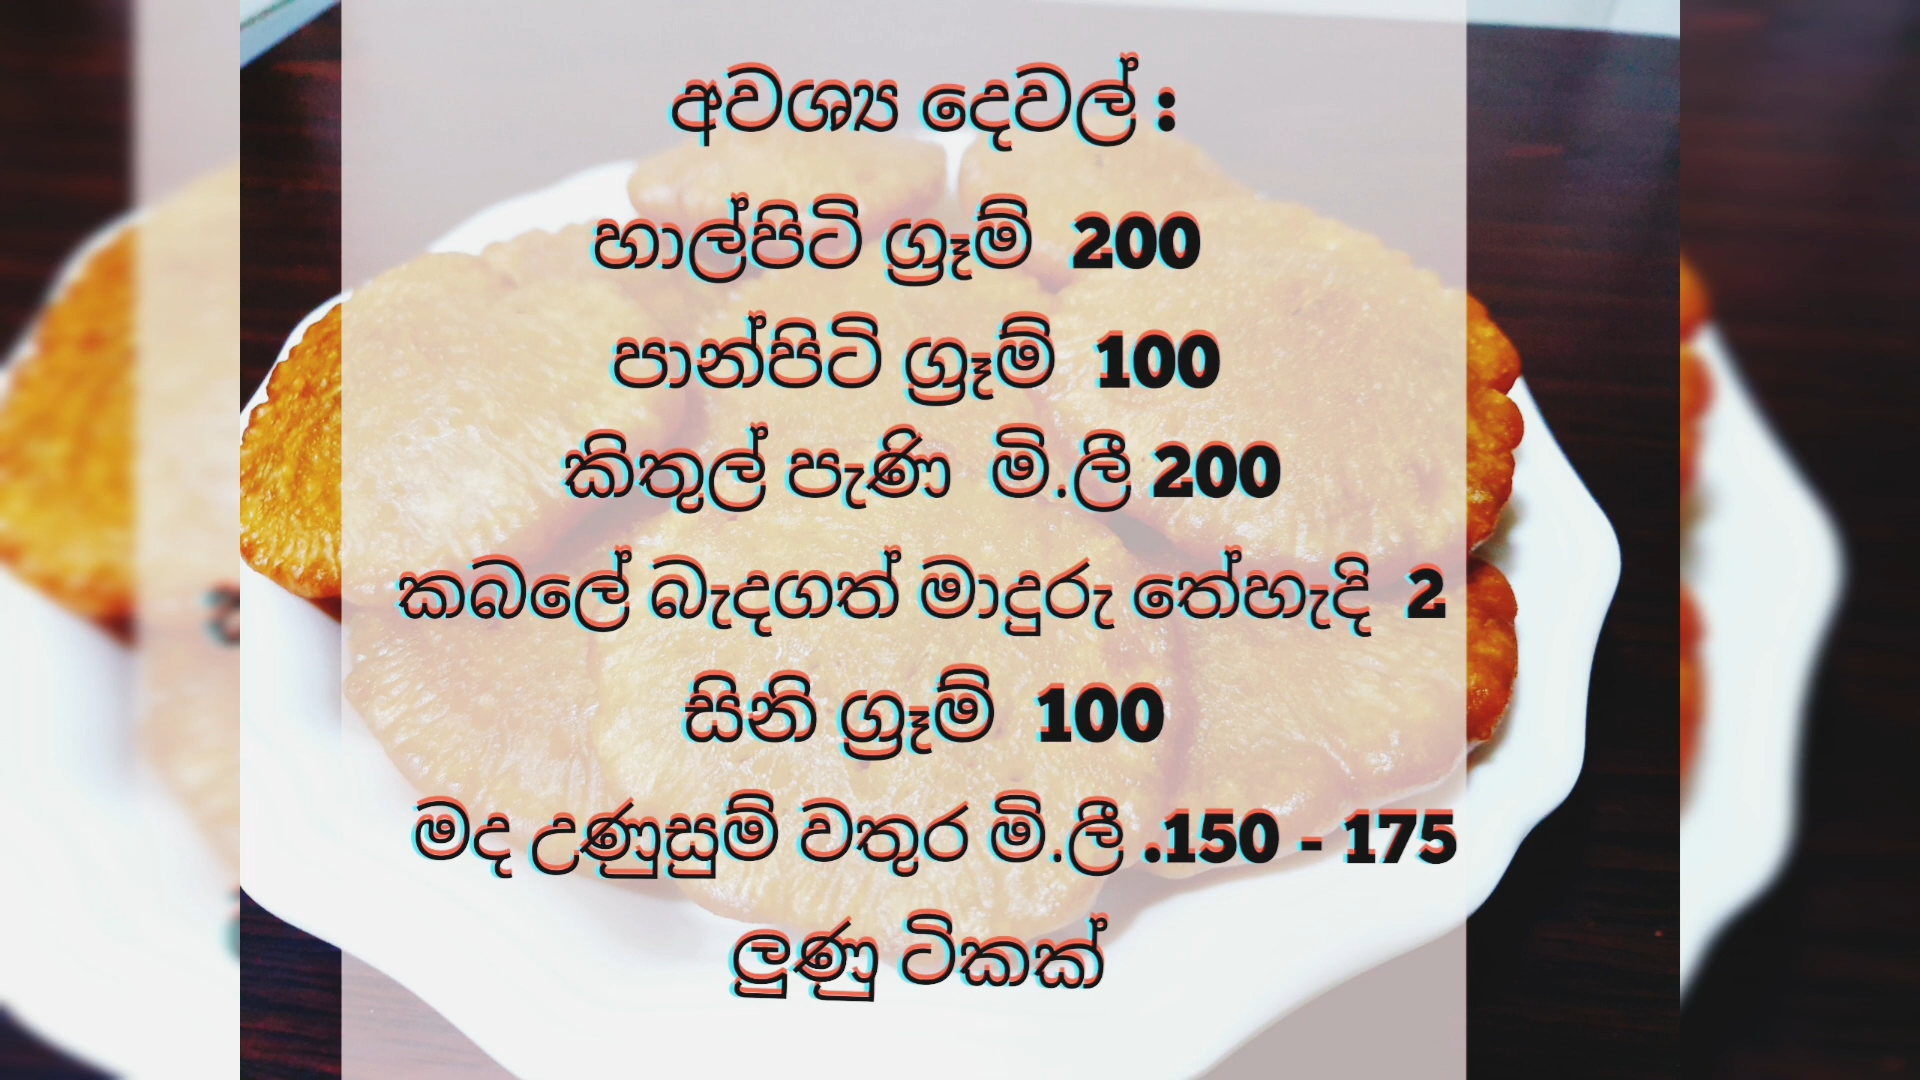 අවශ්‍ය දෙවල් :
හාල්පිටි ග්‍රෑම් 200
පාන්පිටි ග්‍රෑම් 100
කිතුල් පැණි මි.ලී 200
කබලේ බැදගත් මාදුරු තේහැදි 2
සිනි ග්‍රෑම් 100
මද උණුසුම් වතුර මි.ලී .150 - 175
ලුණු ටිකක්